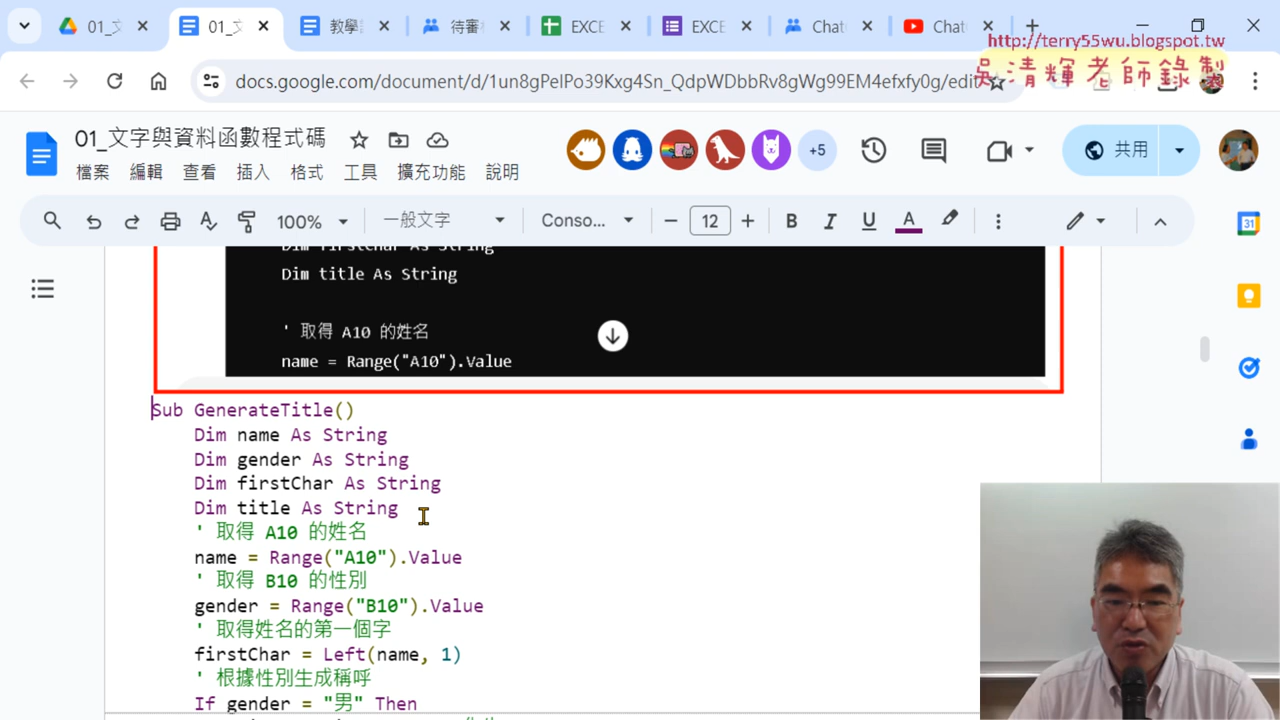 01_文
01_文
教學
待審
EXCE
EXCE
Chat
Chat
http://terry55wu.blogspot.tw
吳清輝老師錄製
docs.google.com/document/d/1un8gPelPo39Kxg4Sn_QdpWDbbRv8gWg99EM4efxfy0g/edit
01_文字與資料函數程式碼
+5
共用
檔案 編輯 查看 插入 格式 工具 擴充功能 說明
100% 一般文字 Conso... 12 B I U A
Dim firstChar As String
Dim title As String
' 取得 A10 的姓名
name = Range("A10").Value
Sub GenerateTitle()
Dim name As String
Dim gender As String
Dim firstChar As String
Dim title As String
' 取得 A10 的姓名
name = Range("A10").Value
' 取得 B10 的性別
gender = Range("B10").Value
' 取得姓名的第一個字
firstChar = Left(name, 1)
' 根據性別生成稱呼
If gender = "男" Then
31